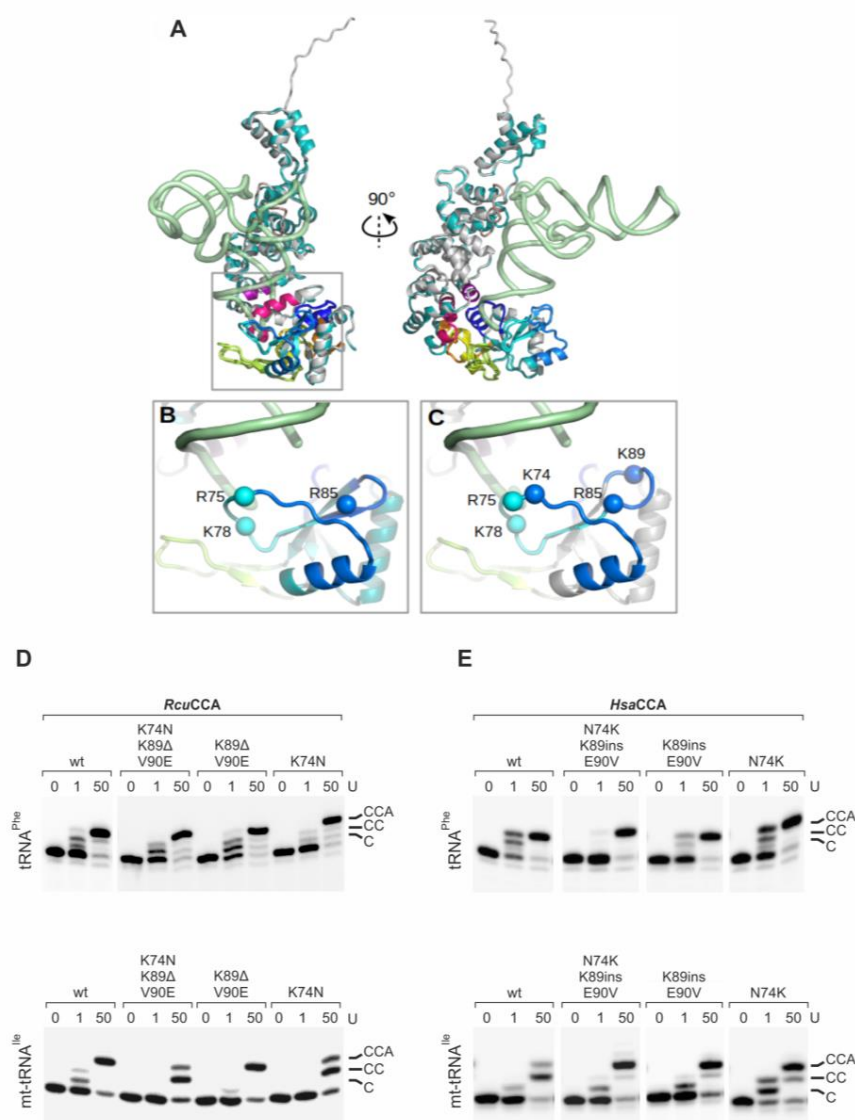 A
90°
B
R75
K78
R85
C
K74
K89
R75
R85
K78
D
RcuCCA
wt
K74N
K89Δ
V90E
K89Δ
V90E
K74N
0 1 50 0 1 50 0 1 50 0 1 50 U
tRNAPhe
CCA
CC
C
wt
K74N
K89Δ
V90E
K89Δ
V90E
K74N
0 1 50 0 1 50 0 1 50 0 1 50 U
mt-tRNAIle
CCA
CC
C
E
HsaCCA
wt
N74K
K89ins
E90V
K89ins
E90V
N74K
0 1 50 0 1 50 0 1 50 0 1 50 U
tRNAPhe
CCA
CC
C
wt
N74K
K89ins
E90V
K89ins
E90V
N74K
0 1 50 0 1 50 0 1 50 0 1 50 U
mt-tRNAIle
CCA
CC
C